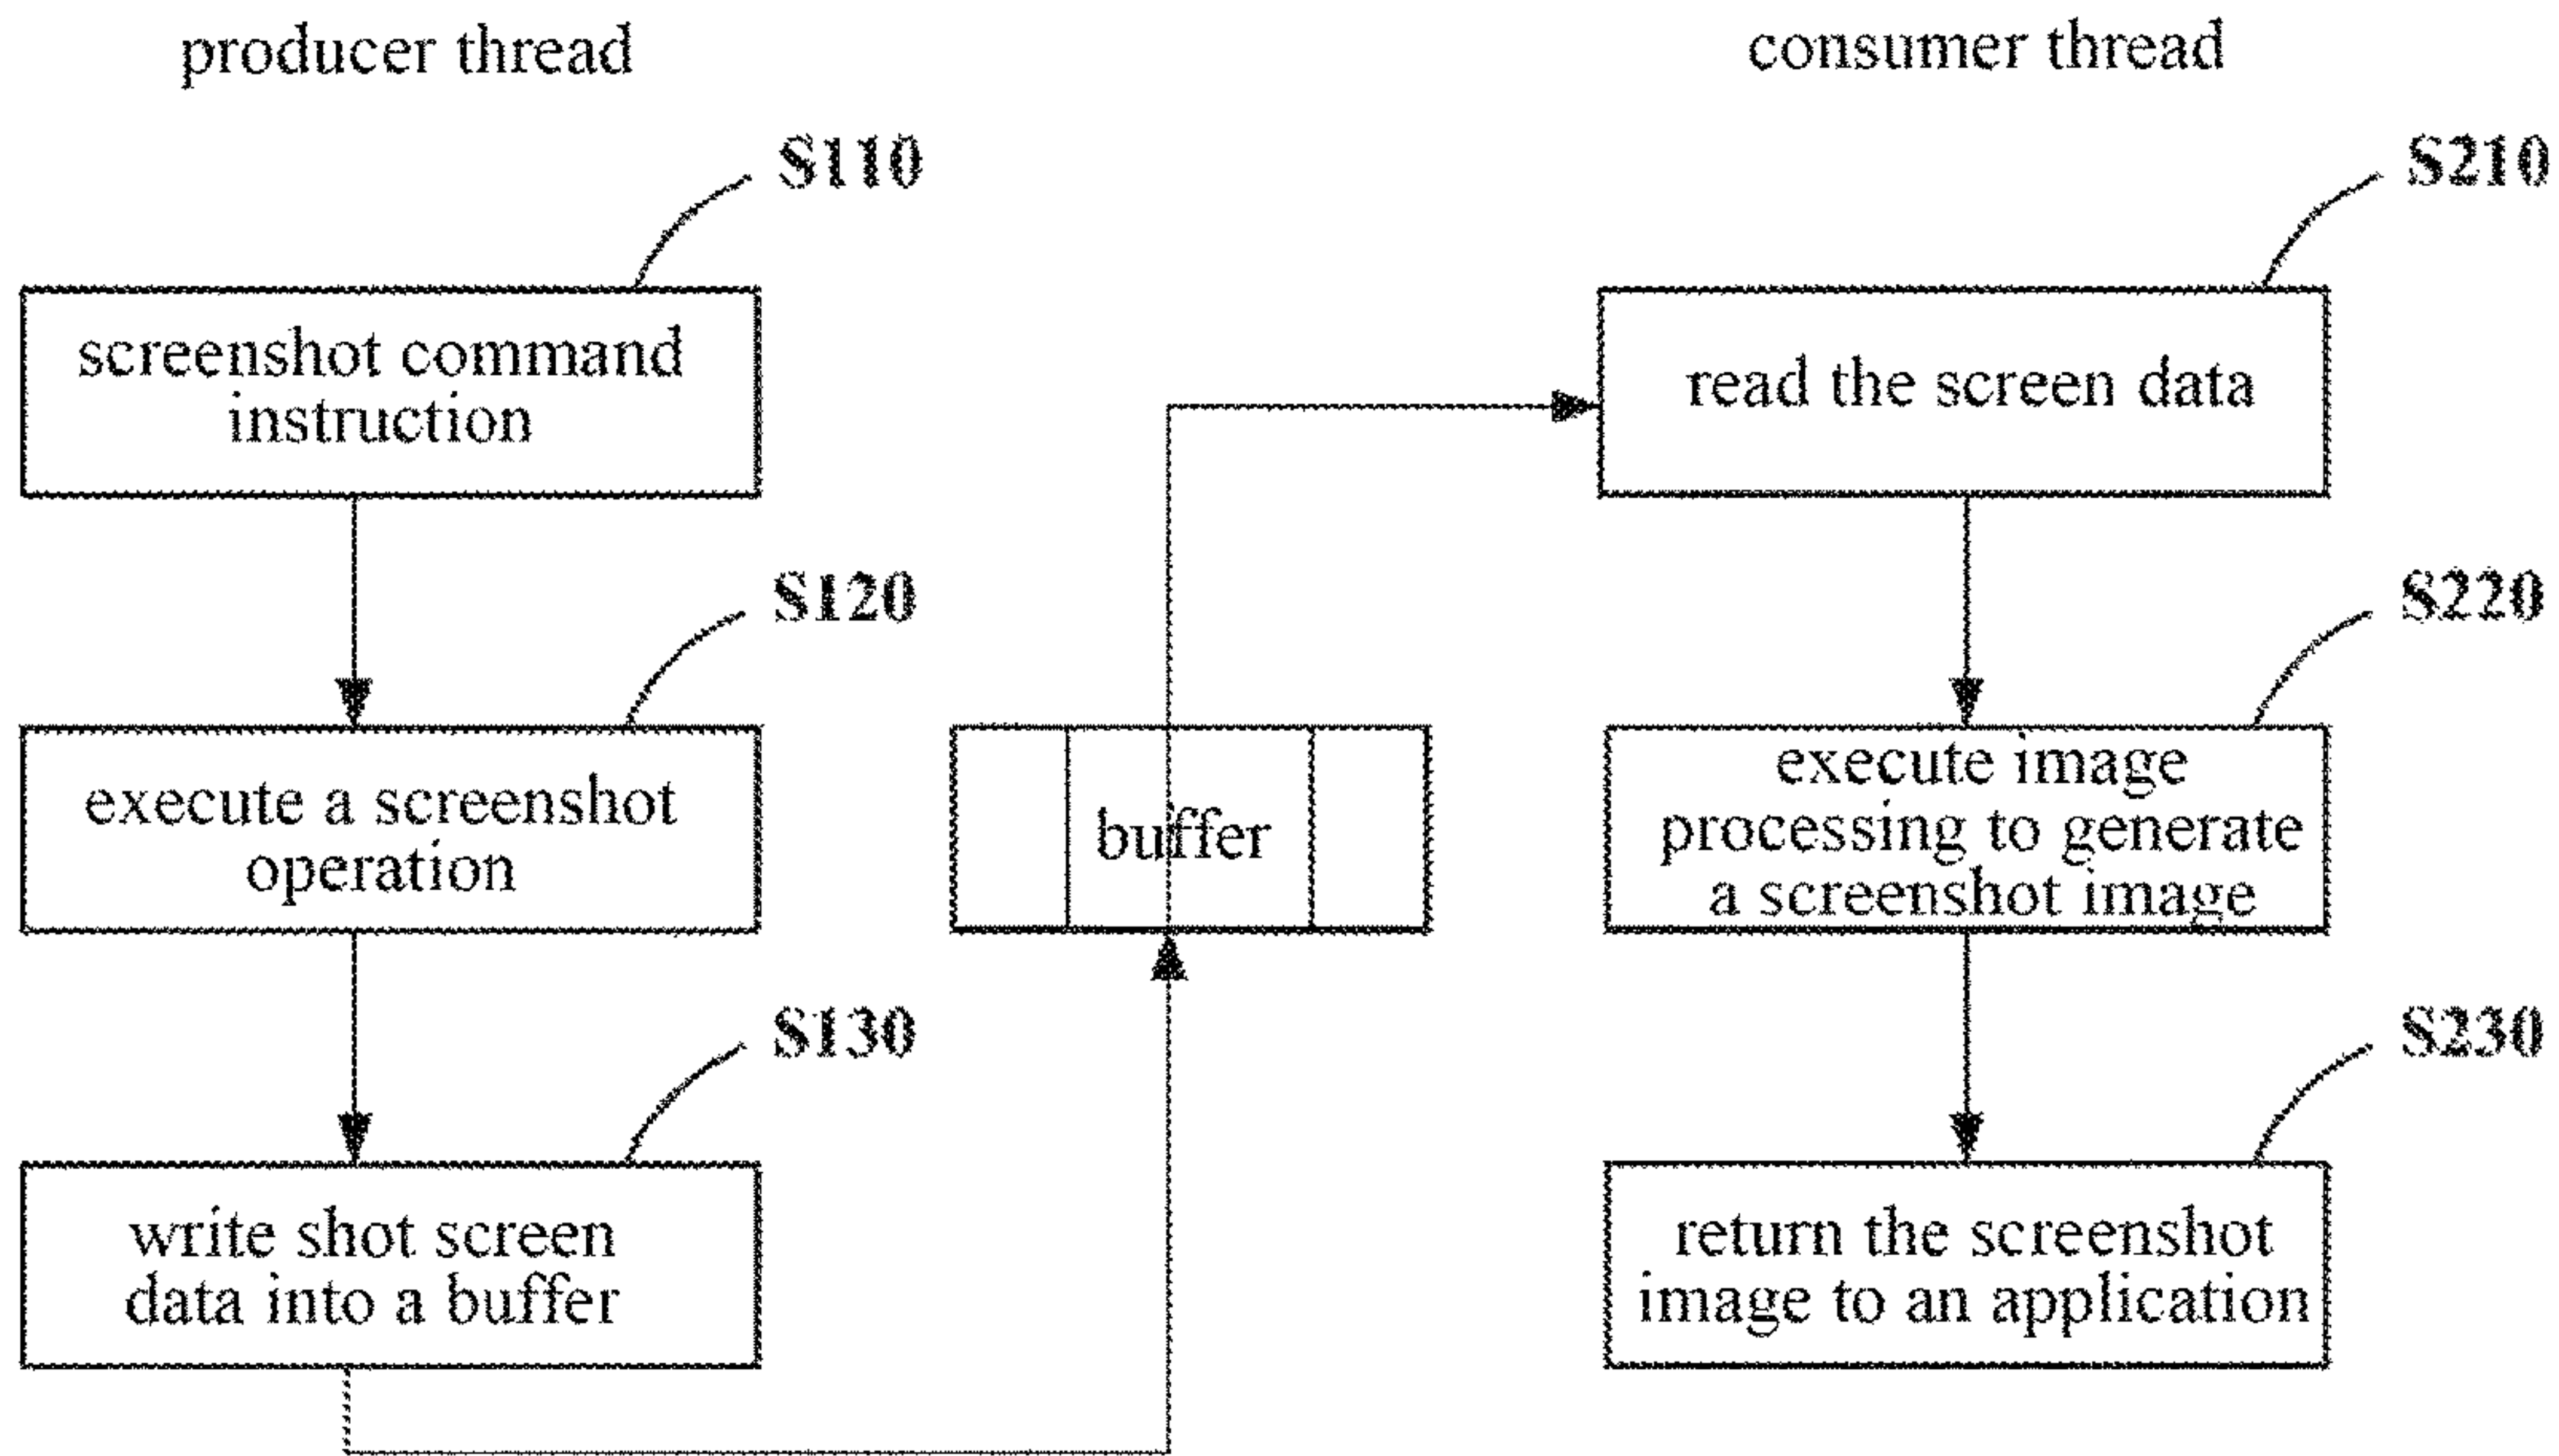 producer thread
S110
screenshot command
instruction
S120
execute a screenshot
operation
S130
write shot screen
data into a buffer
buffer
consumer thread
S210
read the screen data
S220
execute image
processing to generate
a screenshot image
S230
return the screenshot
image to an application